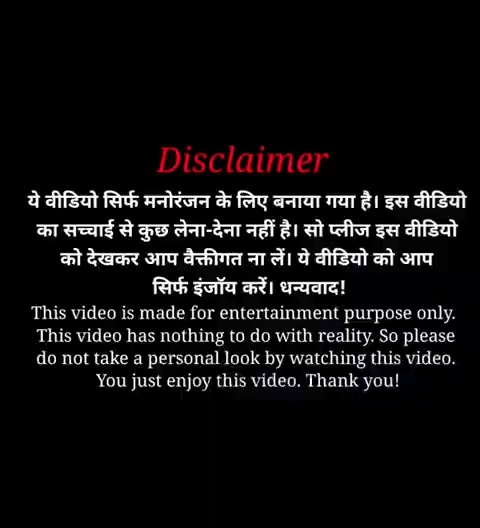 Disclaimer
ये वीडियो सिर्फ मनोरंजन के लिए बनाया गया है। इस वीडियो
का सच्चाई से कुछ लेना-देना नहीं है। सो प्लीज इस वीडियो
को देखकर आप वैक्तीगत ना लें। ये वीडियो को आप
सिर्फ इंजॉय करें। धन्यवाद!
This video is made for entertainment purpose only.
This video has nothing to do with reality. So please
do not take a personal look by watching this video.
You just enjoy this video. Thank you!